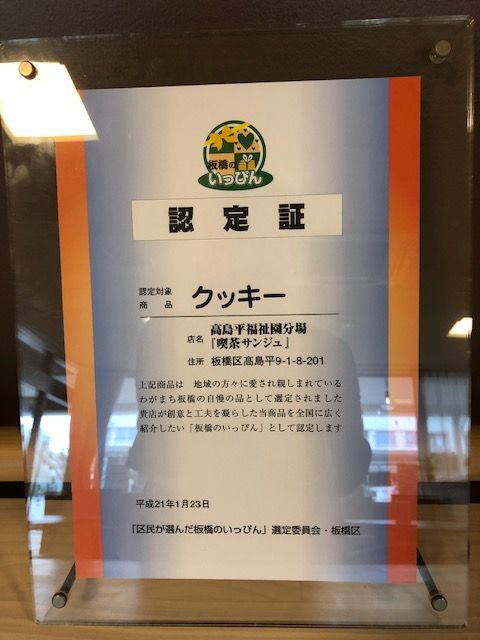 板橋の
いっぴん
認定証
認定対象
商品 クッキー
店名 高島平福祉園分場
『喫茶サンジュ』
住所 板橋区高島平9-1-8-201
上記商品は 地域の方々に愛され親しまれている
わがまち板橋の自慢の品として選定されました
貴店が創意と工夫を凝らした当商品を全国に広く
紹介したい「板橋のいっぴん」として認定します
平成21年1月23日
「区民が選んだ板橋のいっぴん」選定委員会・板橋区